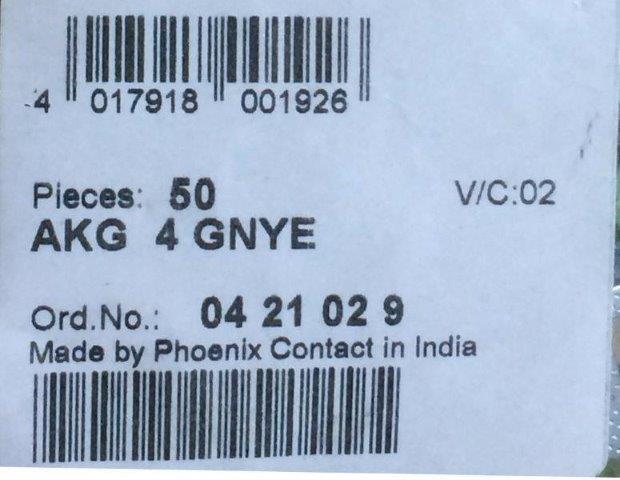 4 017918 001926
Pieces: 50 V/C:02
AKG 4 GNYE
Ord.No.: 04 21 02 9
Made by Phoenix Contact in India